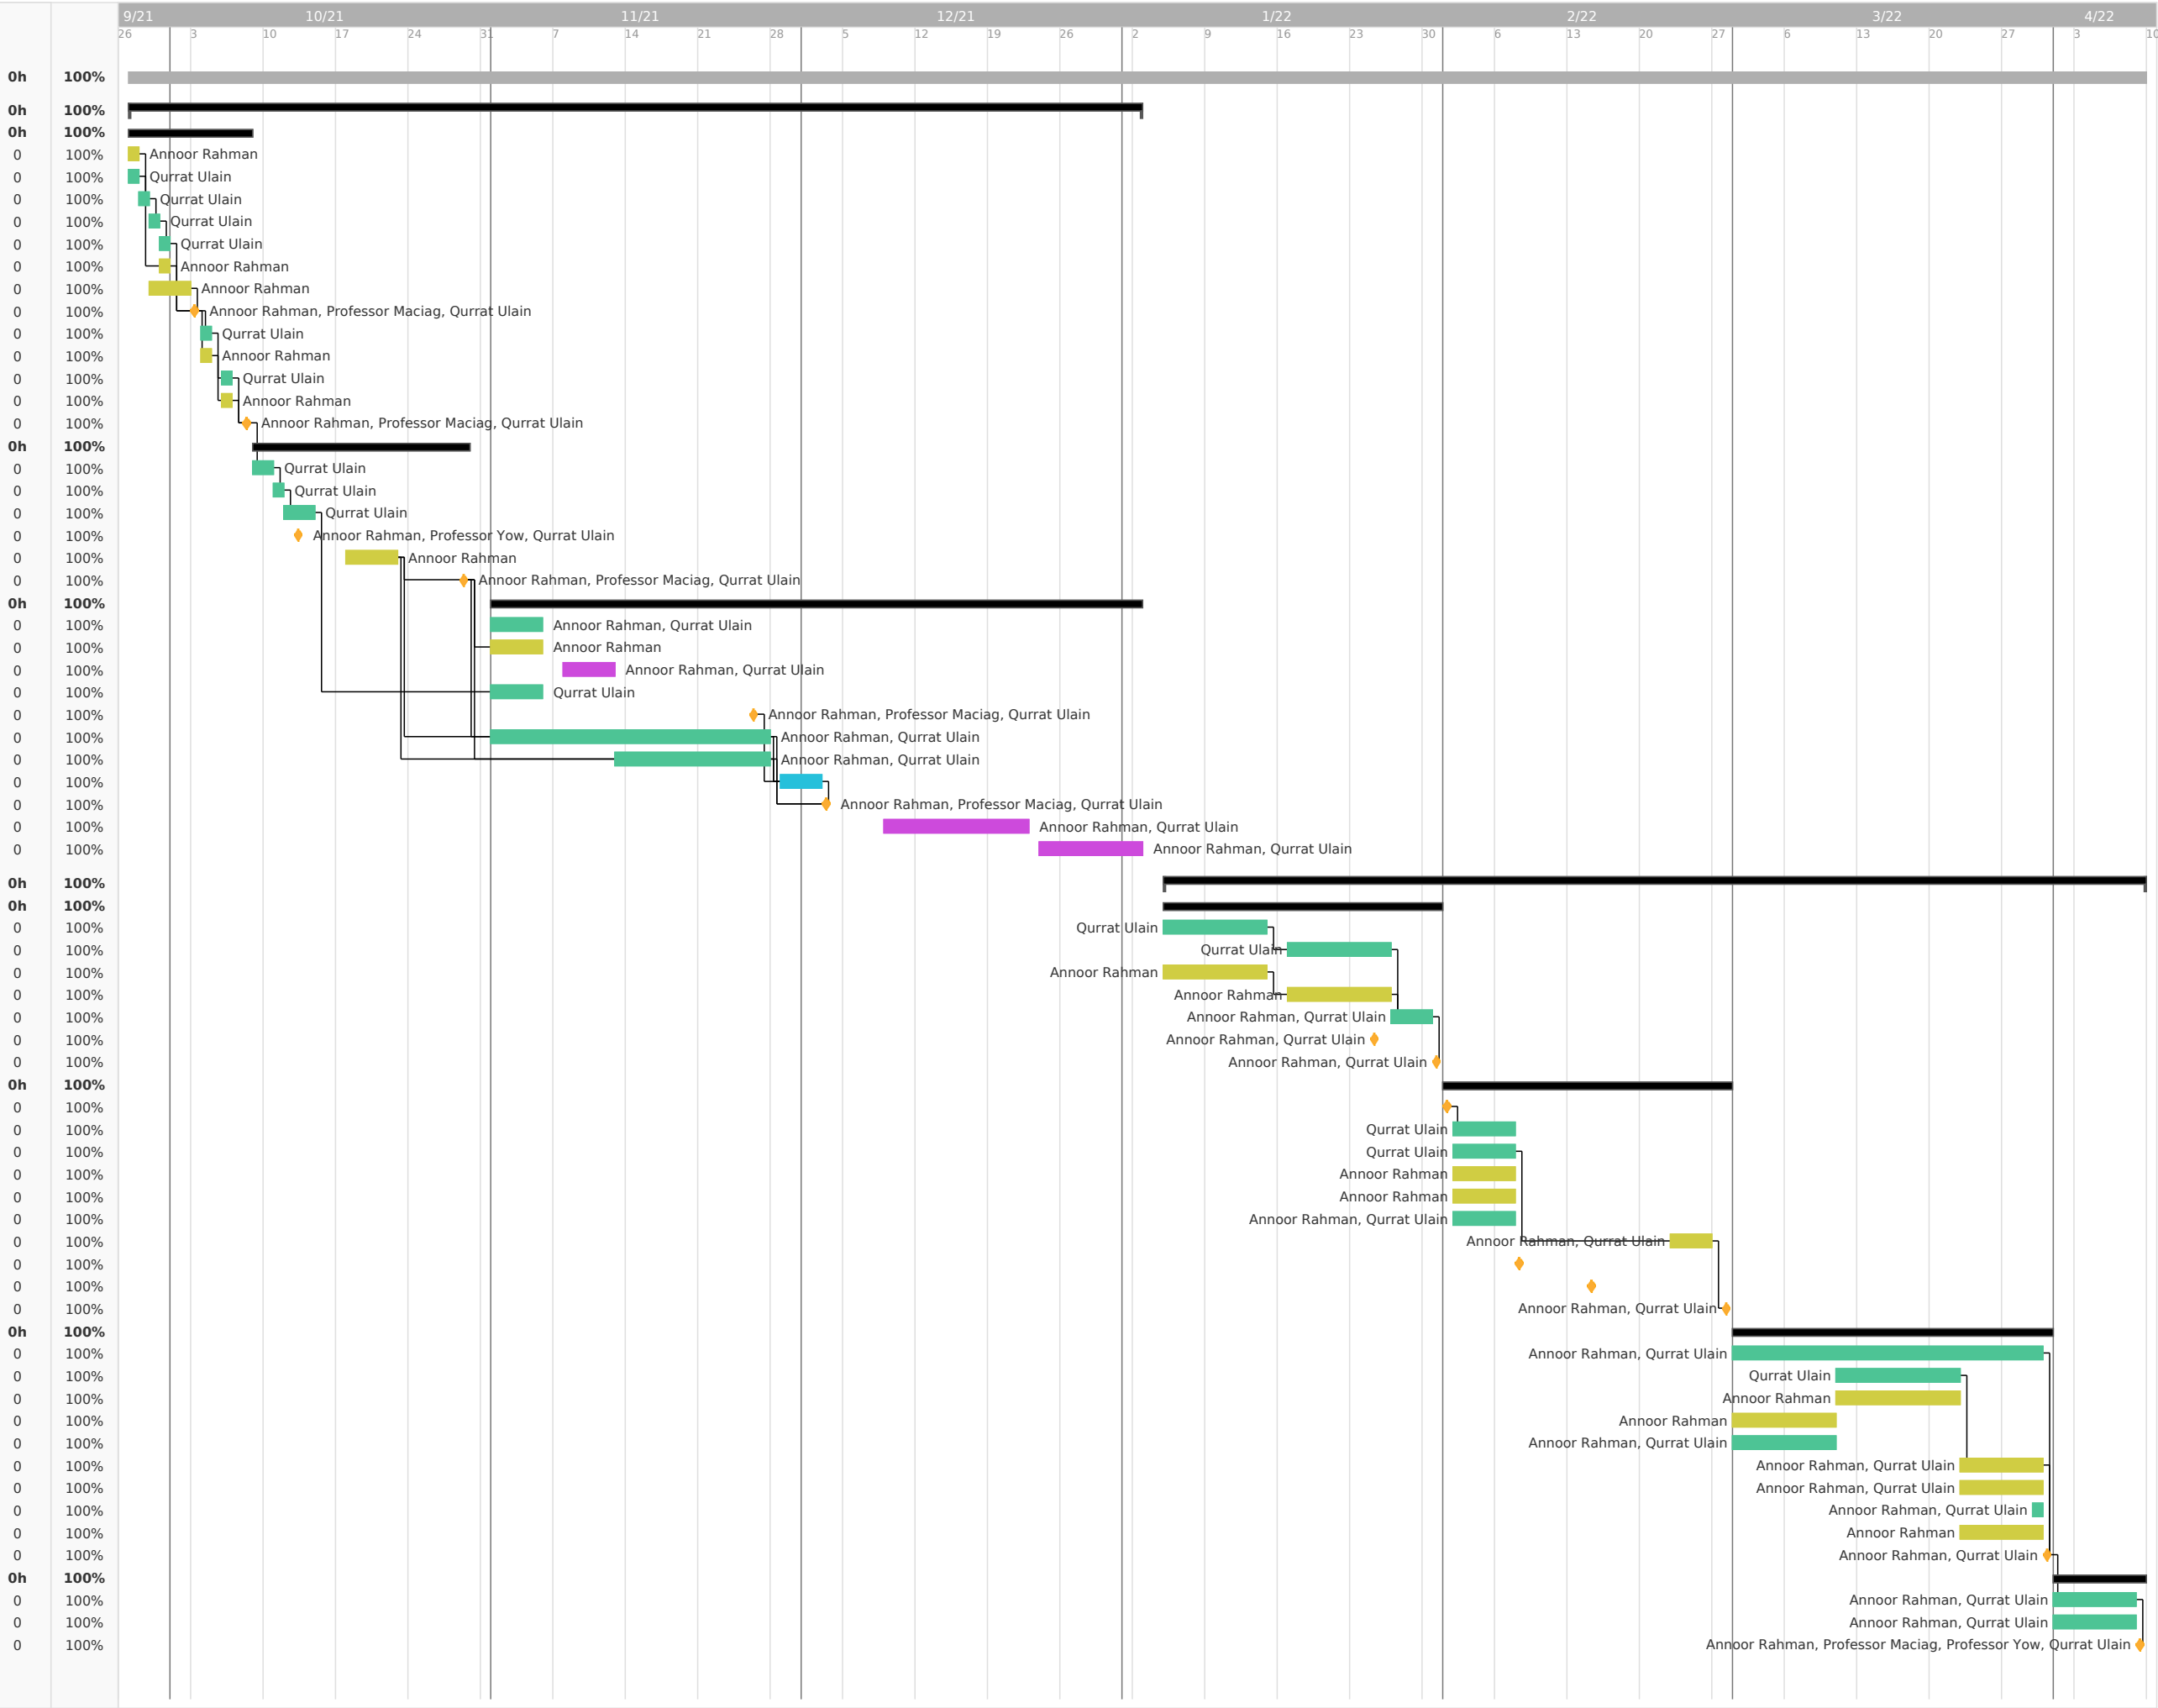 9/21 10/21 11/21 12/21 1/22 2/22 3/22 4/22
26 3 10 17 24 31 7 14 21 28 5 12 19 26 2 9 16 23 30 6 13 20 27 6 13 20 27 3 10
0h 100%
0h 100%
0h 100%
0 100% Annoor Rahman
0 100% Qurrat Ulain
0 100% Qurrat Ulain
0 100% Qurrat Ulain
0 100% Qurrat Ulain
0 100% Annoor Rahman
0 100% Annoor Rahman
0 100% Annoor Rahman, Professor Maciag, Qurrat Ulain
0 100% Qurrat Ulain
0 100% Annoor Rahman
0 100% Qurrat Ulain
0 100% Annoor Rahman
0 100% Annoor Rahman, Professor Maciag, Qurrat Ulain
0h 100%
0 100% Qurrat Ulain
0 100% Qurrat Ulain
0 100% Qurrat Ulain
0 100% Annoor Rahman, Professor Yow, Qurrat Ulain
0 100% Annoor Rahman
0 100% Annoor Rahman, Professor Maciag, Qurrat Ulain
0h 100%
0 100% Annoor Rahman, Qurrat Ulain
0 100% Annoor Rahman
0 100% Annoor Rahman, Qurrat Ulain
0 100% Qurrat Ulain
0 100% Annoor Rahman, Professor Maciag, Qurrat Ulain
0 100% Annoor Rahman, Qurrat Ulain
0 100% Annoor Rahman, Qurrat Ulain
0 100%
0 100% Annoor Rahman, Professor Maciag, Qurrat Ulain
0 100% Annoor Rahman, Qurrat Ulain
0 100% Annoor Rahman, Qurrat Ulain
0h 100%
0h 100%
0 100% Qurrat Ulain
0 100% Qurrat Ulain
0 100% Annoor Rahman
0 100% Annoor Rahman
0 100% Annoor Rahman, Qurrat Ulain
0 100% Annoor Rahman, Qurrat Ulain
0 100% Annoor Rahman, Qurrat Ulain
0h 100%
0 100%
0 100% Qurrat Ulain
0 100% Qurrat Ulain
0 100% Annoor Rahman
0 100% Annoor Rahman
0 100% Annoor Rahman, Qurrat Ulain
0 100% Annoor Rahman, Qurrat Ulain
0 100%
0 100%
0 100% Annoor Rahman, Qurrat Ulain
0h 100%
0 100% Annoor Rahman, Qurrat Ulain
0 100% Qurrat Ulain
0 100% Annoor Rahman
0 100% Annoor Rahman
0 100% Annoor Rahman, Qurrat Ulain
0 100% Annoor Rahman, Qurrat Ulain
0 100% Annoor Rahman, Qurrat Ulain
0 100% Annoor Rahman, Qurrat Ulain
0 100% Annoor Rahman
0 100% Annoor Rahman, Qurrat Ulain
0h 100%
0 100% Annoor Rahman, Qurrat Ulain
0 100% Annoor Rahman, Qurrat Ulain
0 100% Annoor Rahman, Professor Maciag, Professor Yow, Qurrat Ulain